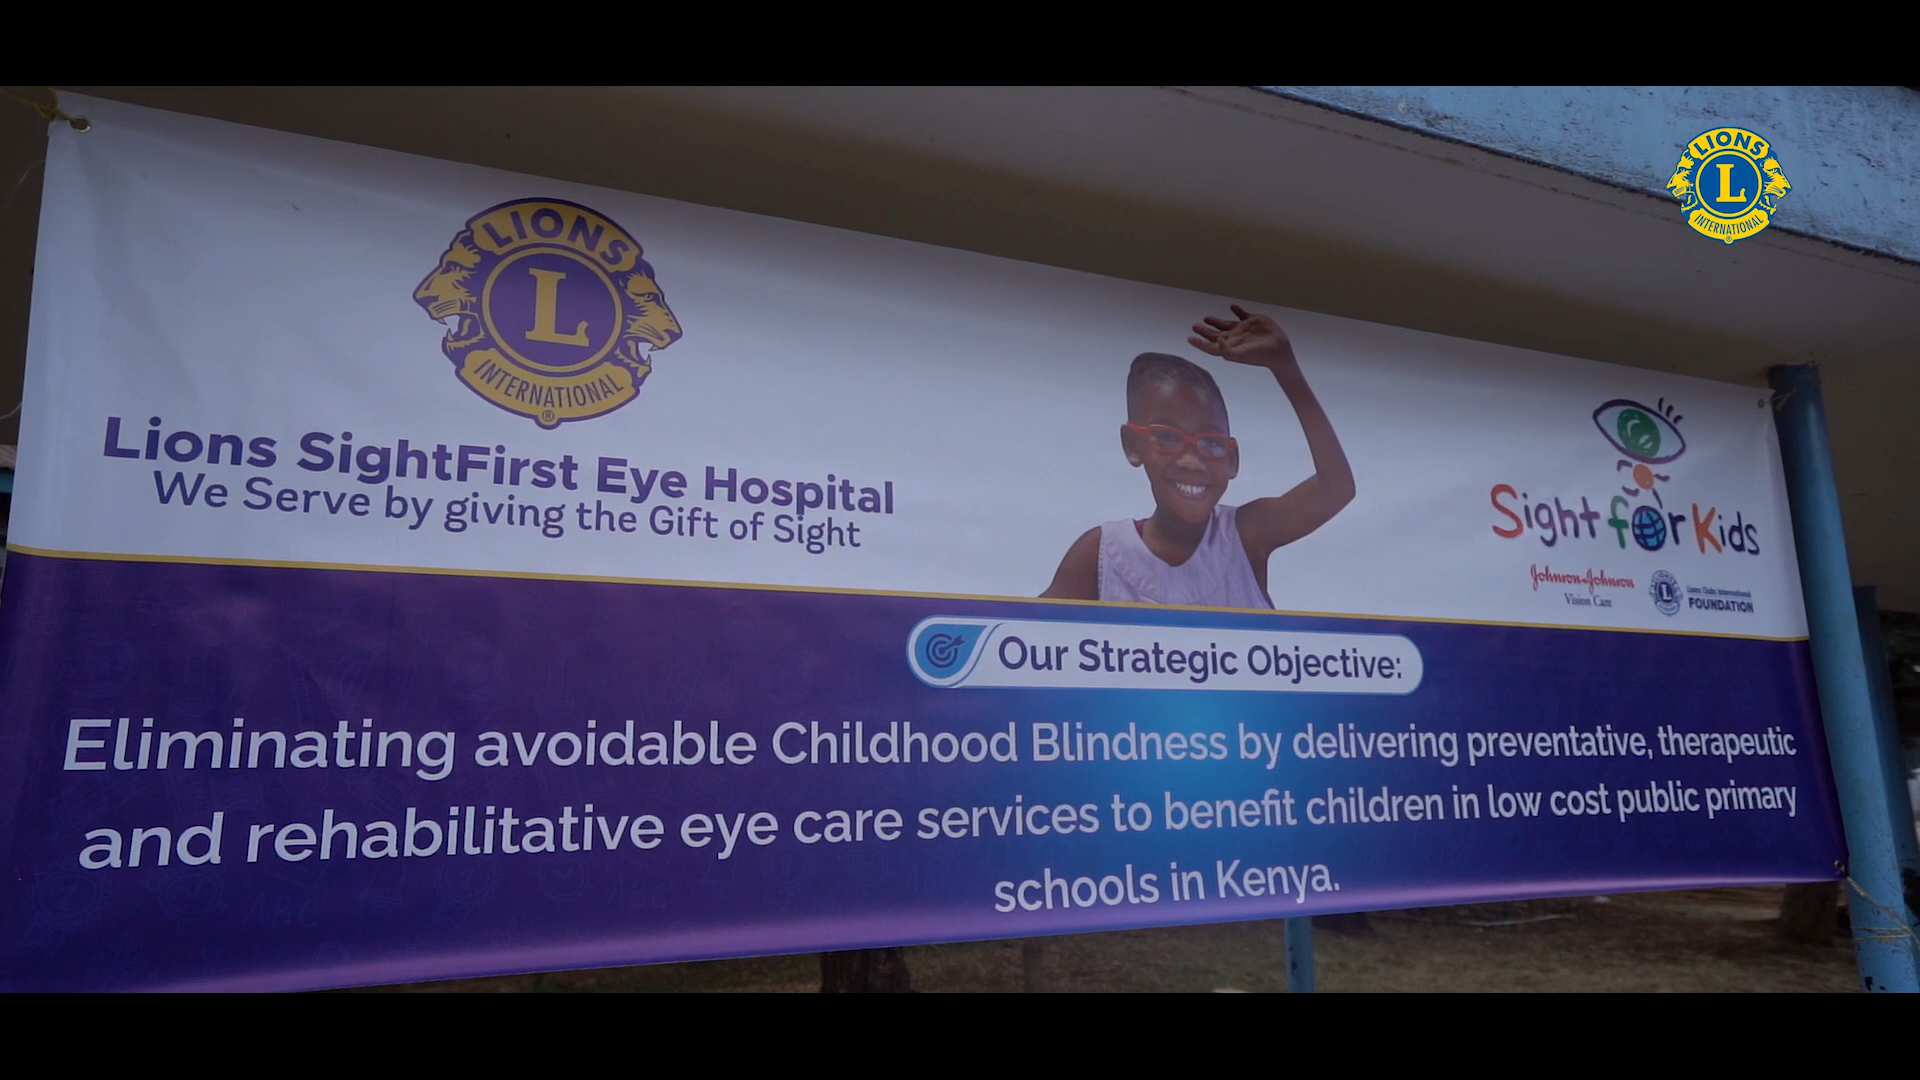 LIONS
L
INTERNATIONAL
®
LIONS
L
INTERNATIONAL
®
Lions SightFirst Eye Hospital
We Serve by giving the Gift of Sight
Sight for Kids
Johnson & Johnson
Vision Care
L
Lions Clubs International
FOUNDATION
Our Strategic Objective:
Eliminating avoidable Childhood Blindness by delivering preventative, therapeutic
and rehabilitative eye care services to benefit children in low cost public primary
schools in Kenya.
ABC
ABC